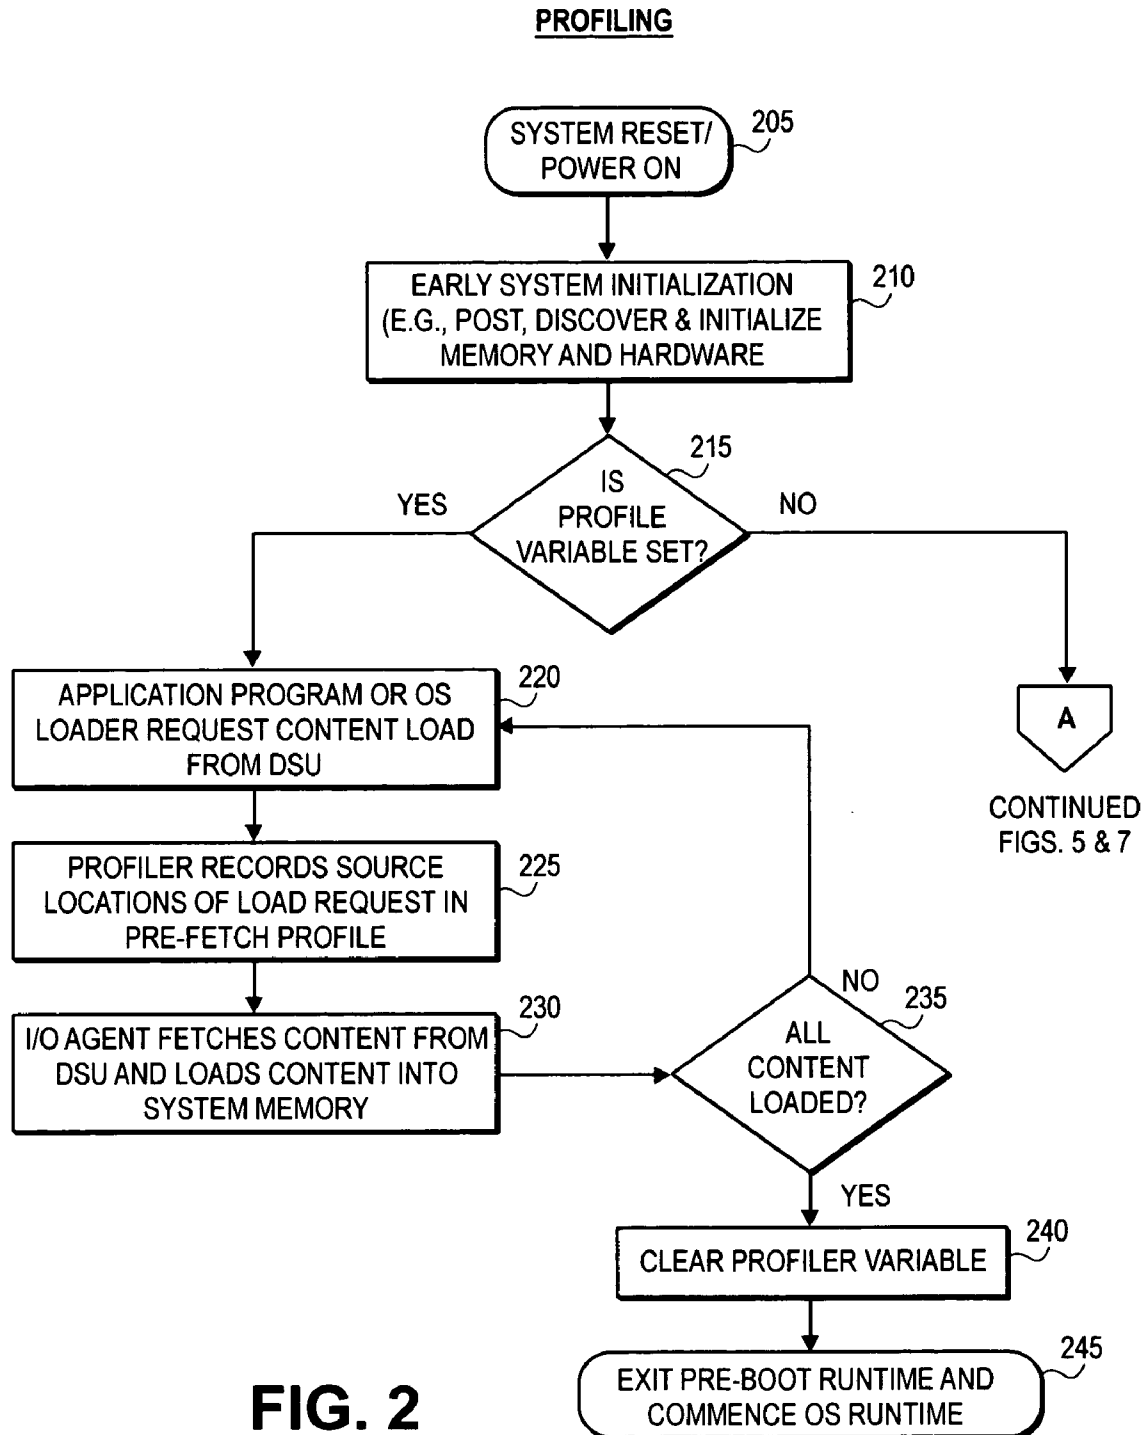 PROFILING
SYSTEM RESET/
POWER ON
205
EARLY SYSTEM INITIALIZATION
(E.G., POST, DISCOVER & INITIALIZE
MEMORY AND HARDWARE
210
IS
PROFILE
VARIABLE SET?
215
YES
NO
APPLICATION PROGRAM OR OS
LOADER REQUEST CONTENT LOAD
FROM DSU
220
A
CONTINUED
FIGS. 5 & 7
PROFILER RECORDS SOURCE
LOCATIONS OF LOAD REQUEST IN
PRE-FETCH PROFILE
225
I/O AGENT FETCHES CONTENT FROM
DSU AND LOADS CONTENT INTO
SYSTEM MEMORY
230
NO
ALL
CONTENT
LOADED?
235
YES
CLEAR PROFILER VARIABLE
240
EXIT PRE-BOOT RUNTIME AND
COMMENCE OS RUNTIME
245
FIG. 2